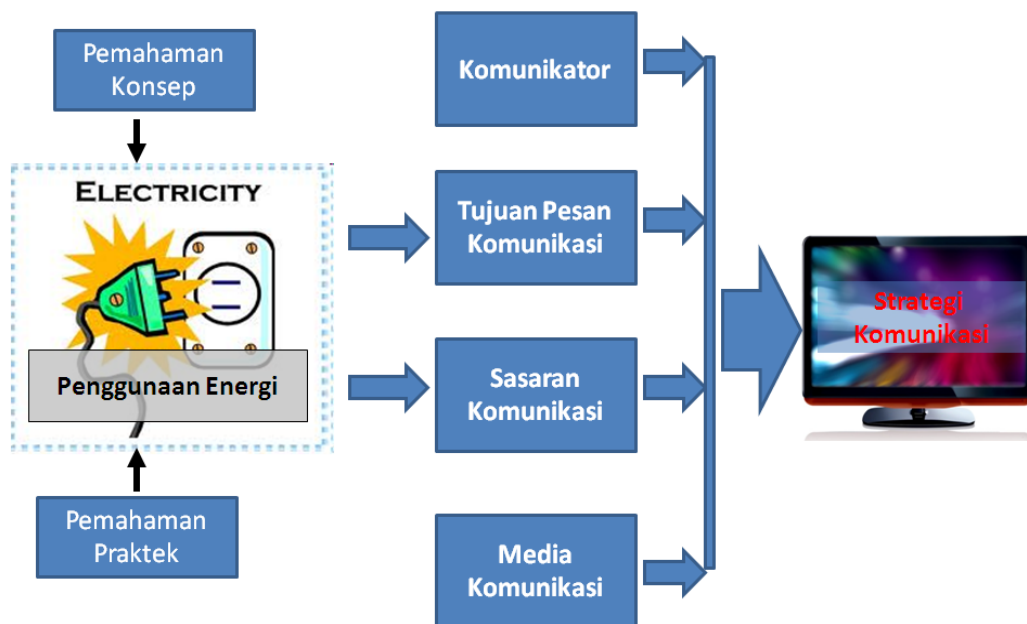 Pemahaman
Konsep
ELECTRICITY
Penggunaan Energi
Pemahaman
Praktek
Komunikator
Tujuan Pesan
Komunikasi
Sasaran
Komunikasi
Media
Komunikasi
Strategi
Komunikasi